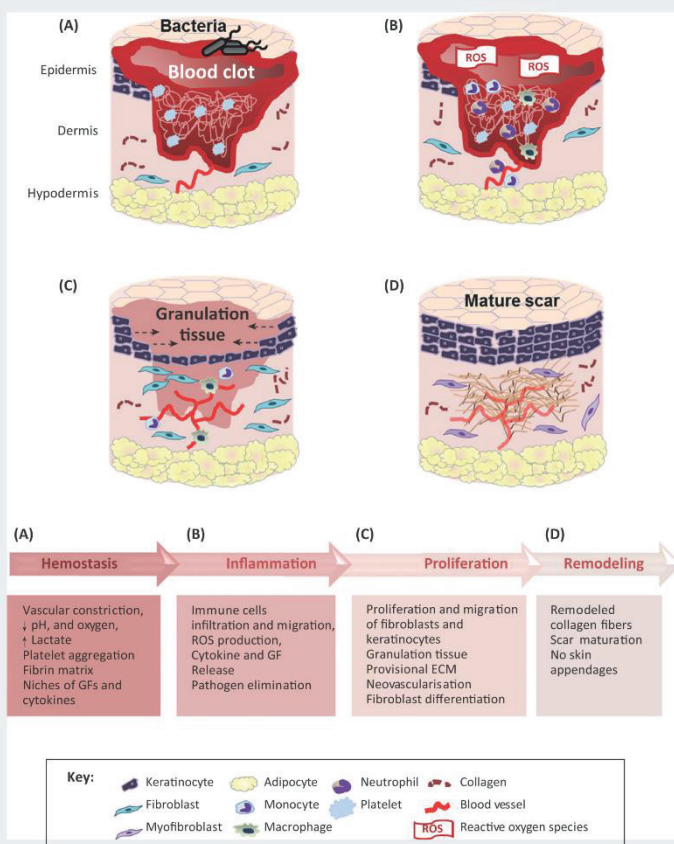 (A)
Bacteria
Blood clot
Epidermis
Dermis
Hypodermis
(B)
ROS
ROS
(C)
Granulation
tissue
(D)
Mature scar
(A)
(B)
(C)
(D)
Hemostasis
Inflammation
Proliferation
Remodeling
Vascular constriction,
↓ pH, and oxygen,
↑ Lactate
Platelet aggregation
Fibrin matrix
Niches of GFs and
cytokines
Immune cells
infiltration and migration,
ROS production,
Cytokine and GF
Release
Pathogen elimination
Proliferation and migration
of fibroblasts and
keratinocytes
Granulation tissue
Provisional ECM
Neovascularisation
Fibroblast differentiation
Remodeled
collagen fibers
Scar maturation
No skin
appendages
Key:
Keratinocyte
Adipocyte
Neutrophil
Collagen
Fibroblast
Monocyte
Platelet
Blood vessel
Myofibroblast
Macrophage
ROS
Reactive oxygen species